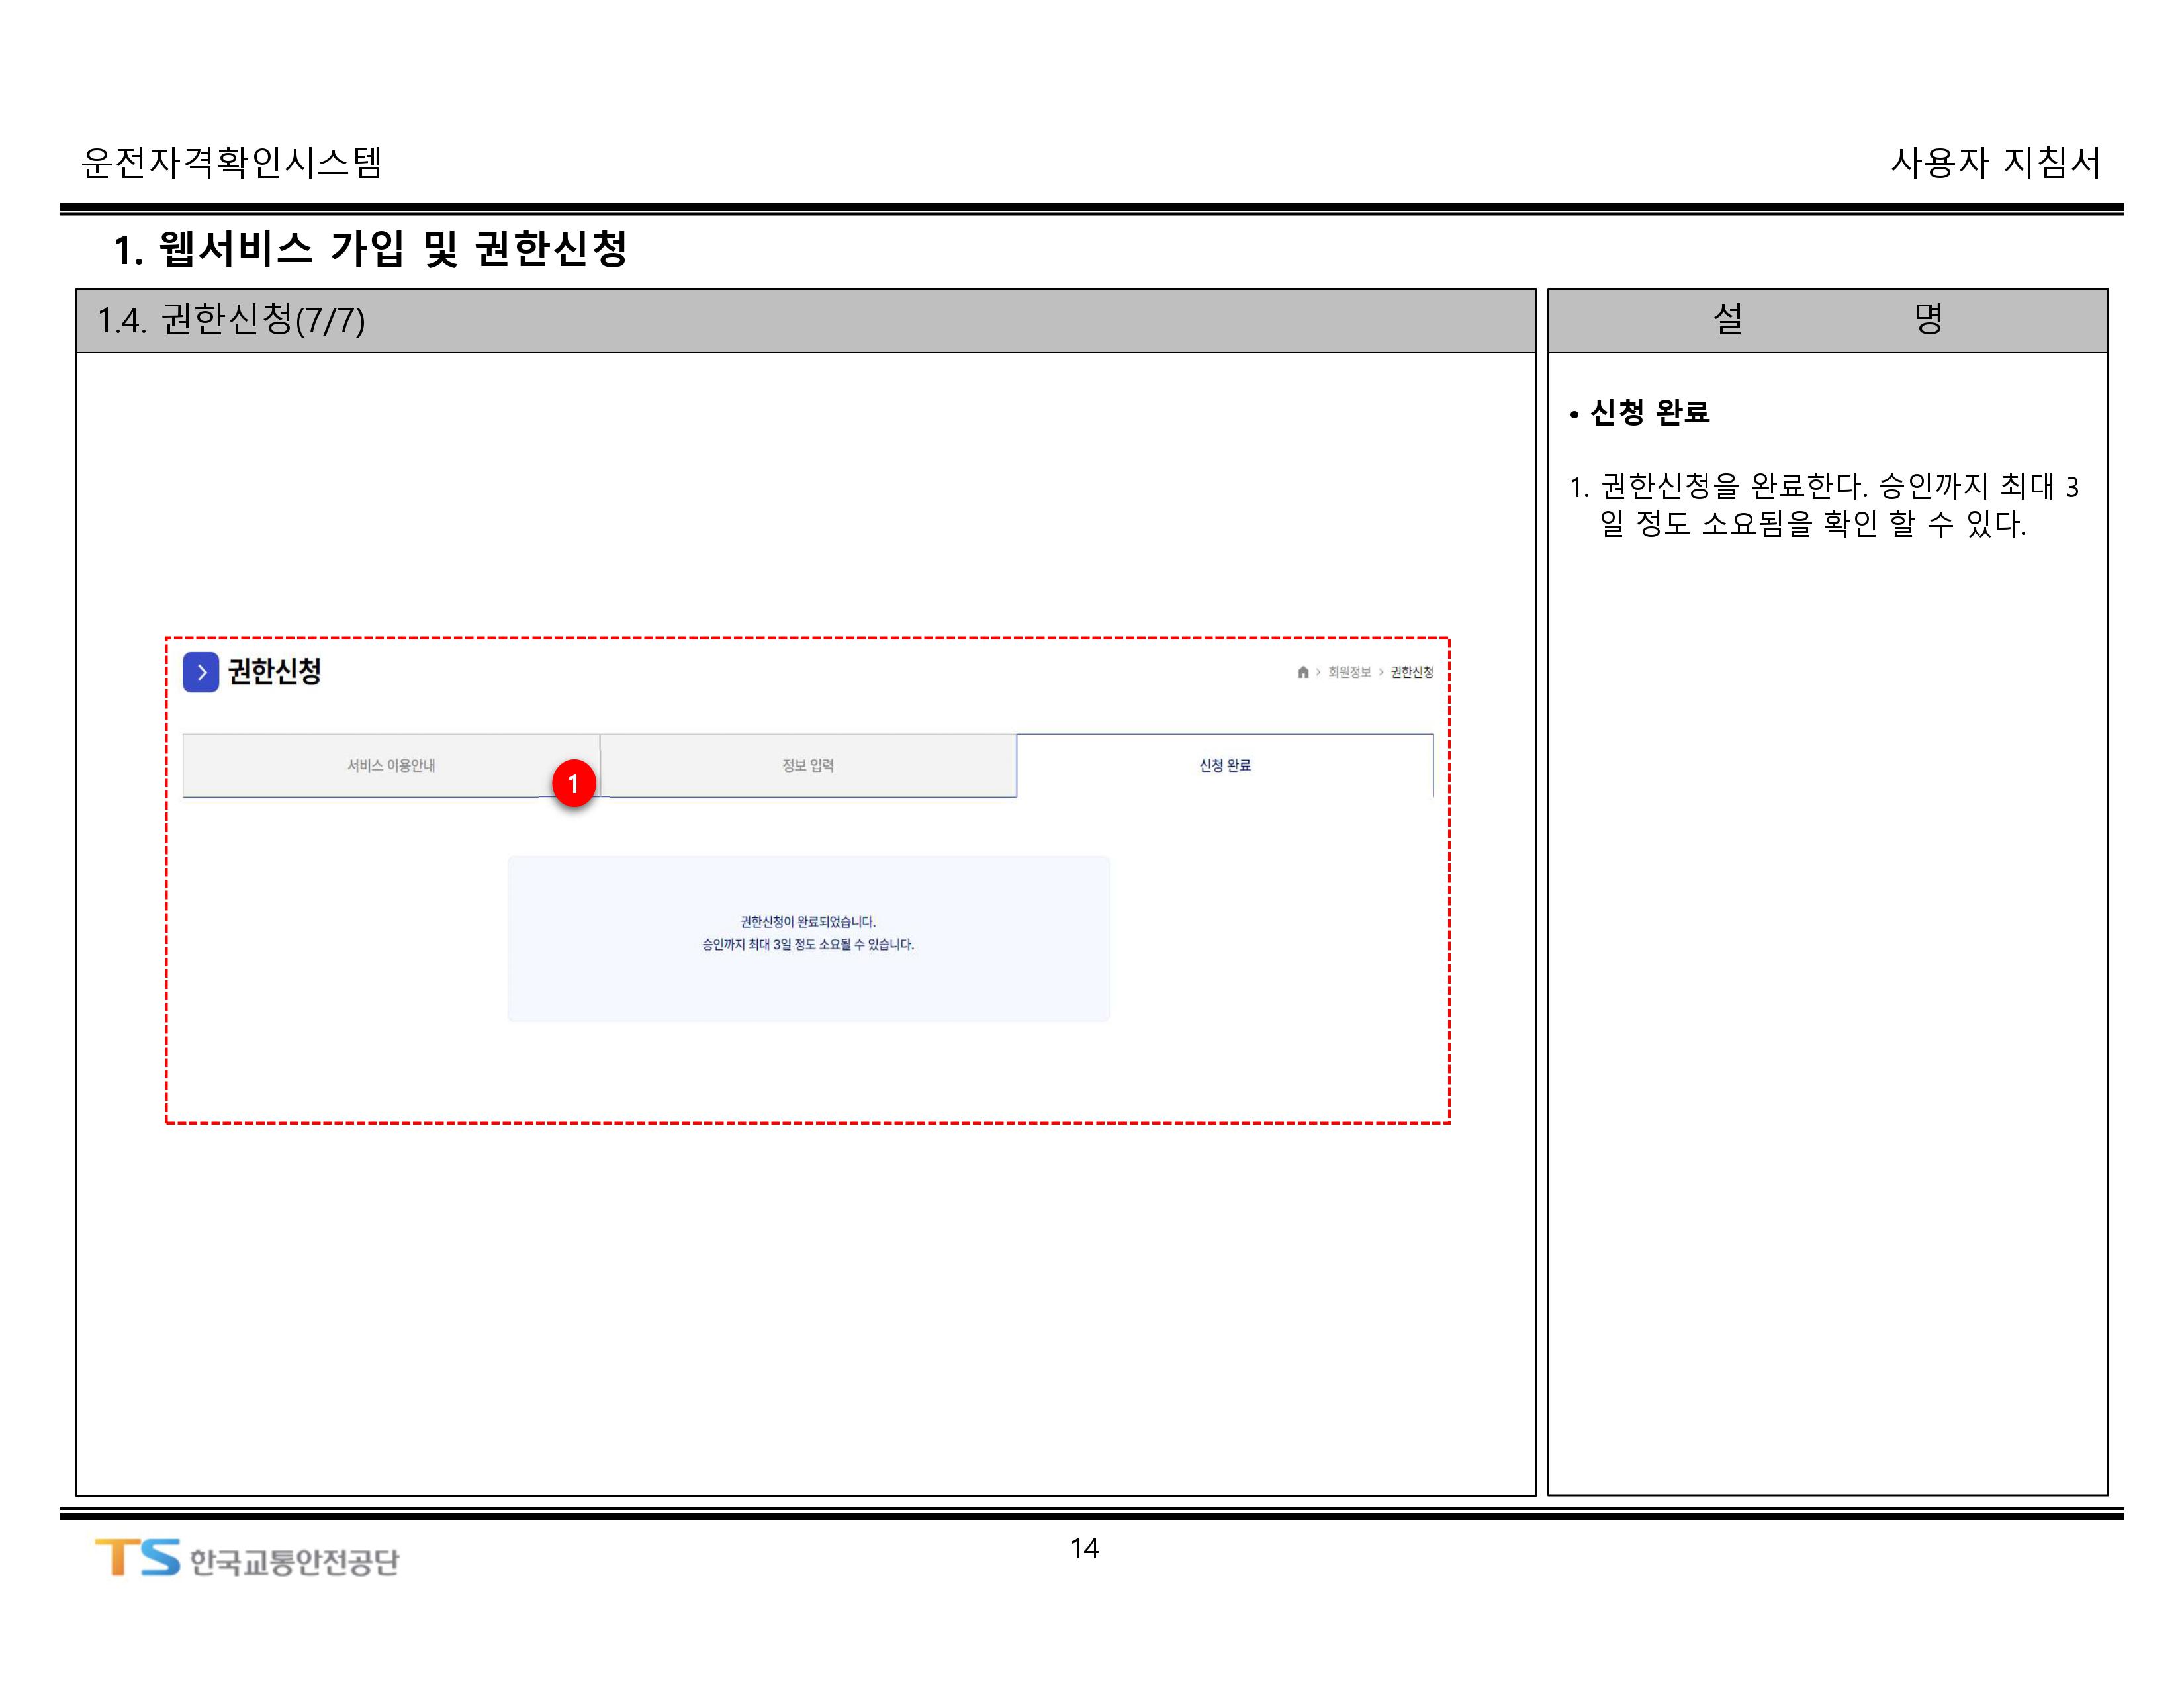 운전자격확인시스템
사용자 지침서
1. 웹서비스 가입 및 권한신청
1.4. 권한신청(7/7)
권한신청
> 회원정보 > 권한신청
서비스 이용안내
정보 입력
신청 완료
1
권한신청이 완료되었습니다.
승인까지 최대 3일 정도 소요될 수 있습니다.
설 명
• 신청 완료
1. 권한신청을 완료한다. 승인까지 최대 3
일 정도 소요됨을 확인 할 수 있다.
TS 한국교통안전공단
14